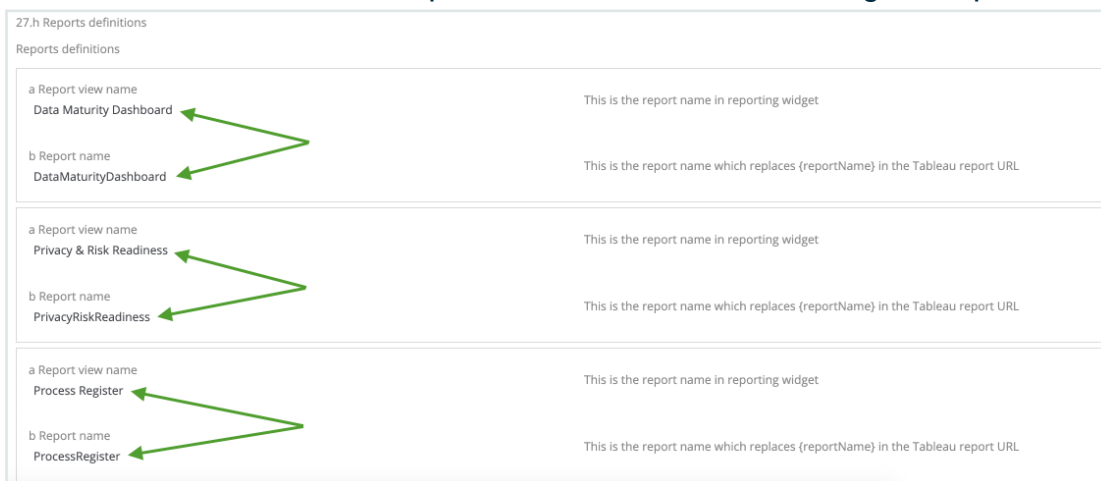 27.h Reports definitions
Reports definitions
a Report view name
Data Maturity Dashboard
This is the report name in reporting widget
b Report name
DataMaturityDashboard
This is the report name which replaces {reportName} in the Tableau report URL
a Report view name
Privacy & Risk Readiness
This is the report name in reporting widget
b Report name
PrivacyRiskReadiness
This is the report name which replaces {reportName} in the Tableau report URL
a Report view name
Process Register
This is the report name in reporting widget
b Report name
ProcessRegister
This is the report name which replaces {reportName} in the Tableau report URL